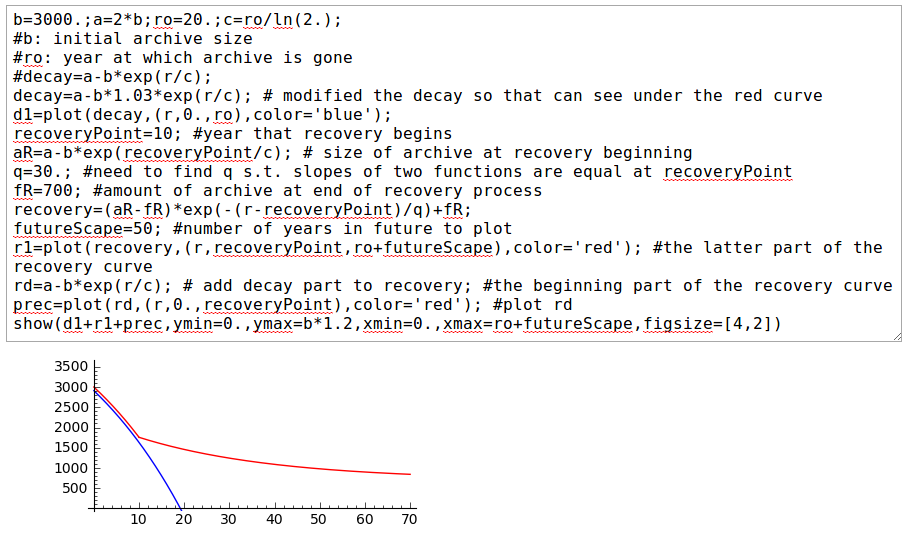 b=3000.;a=2*b;ro=20.;c=ro/ln(2.);
#b: initial archive size
#ro: year at which archive is gone
#decay=a-b*exp(r/c);
decay=a-b*1.03*exp(r/c); # modified the decay so that can see under the red curve
d1=plot(decay,(r,0.,ro),color='blue');
recoveryPoint=10; #year that recovery begins
aR=a-b*exp(recoveryPoint/c); # size of archive at recovery beginning
q=30.; #need to find q s.t. slopes of two functions are equal at recoveryPoint
fR=700; #amount of archive at end of recovery process
recovery=(aR-fR)*exp(-(r-recoveryPoint)/q)+fR;
futureScape=50; #number of years in future to plot
r1=plot(recovery,(r,recoveryPoint,ro+futureScape),color='red'); #the latter part of the
recovery curve
rd=a-b*exp(r/c); # add decay part to recovery; #the beginning part of the recovery curve
prec=plot(rd,(r,0.,recoveryPoint),color='red'); #plot rd
show(d1+r1+prec,ymin=0.,ymax=b*1.2,xmin=0.,xmax=ro+futureScape,figsize=[4,2])
3500
3000
2500
2000
1500
1000
500
10 20 30 40 50 60 70